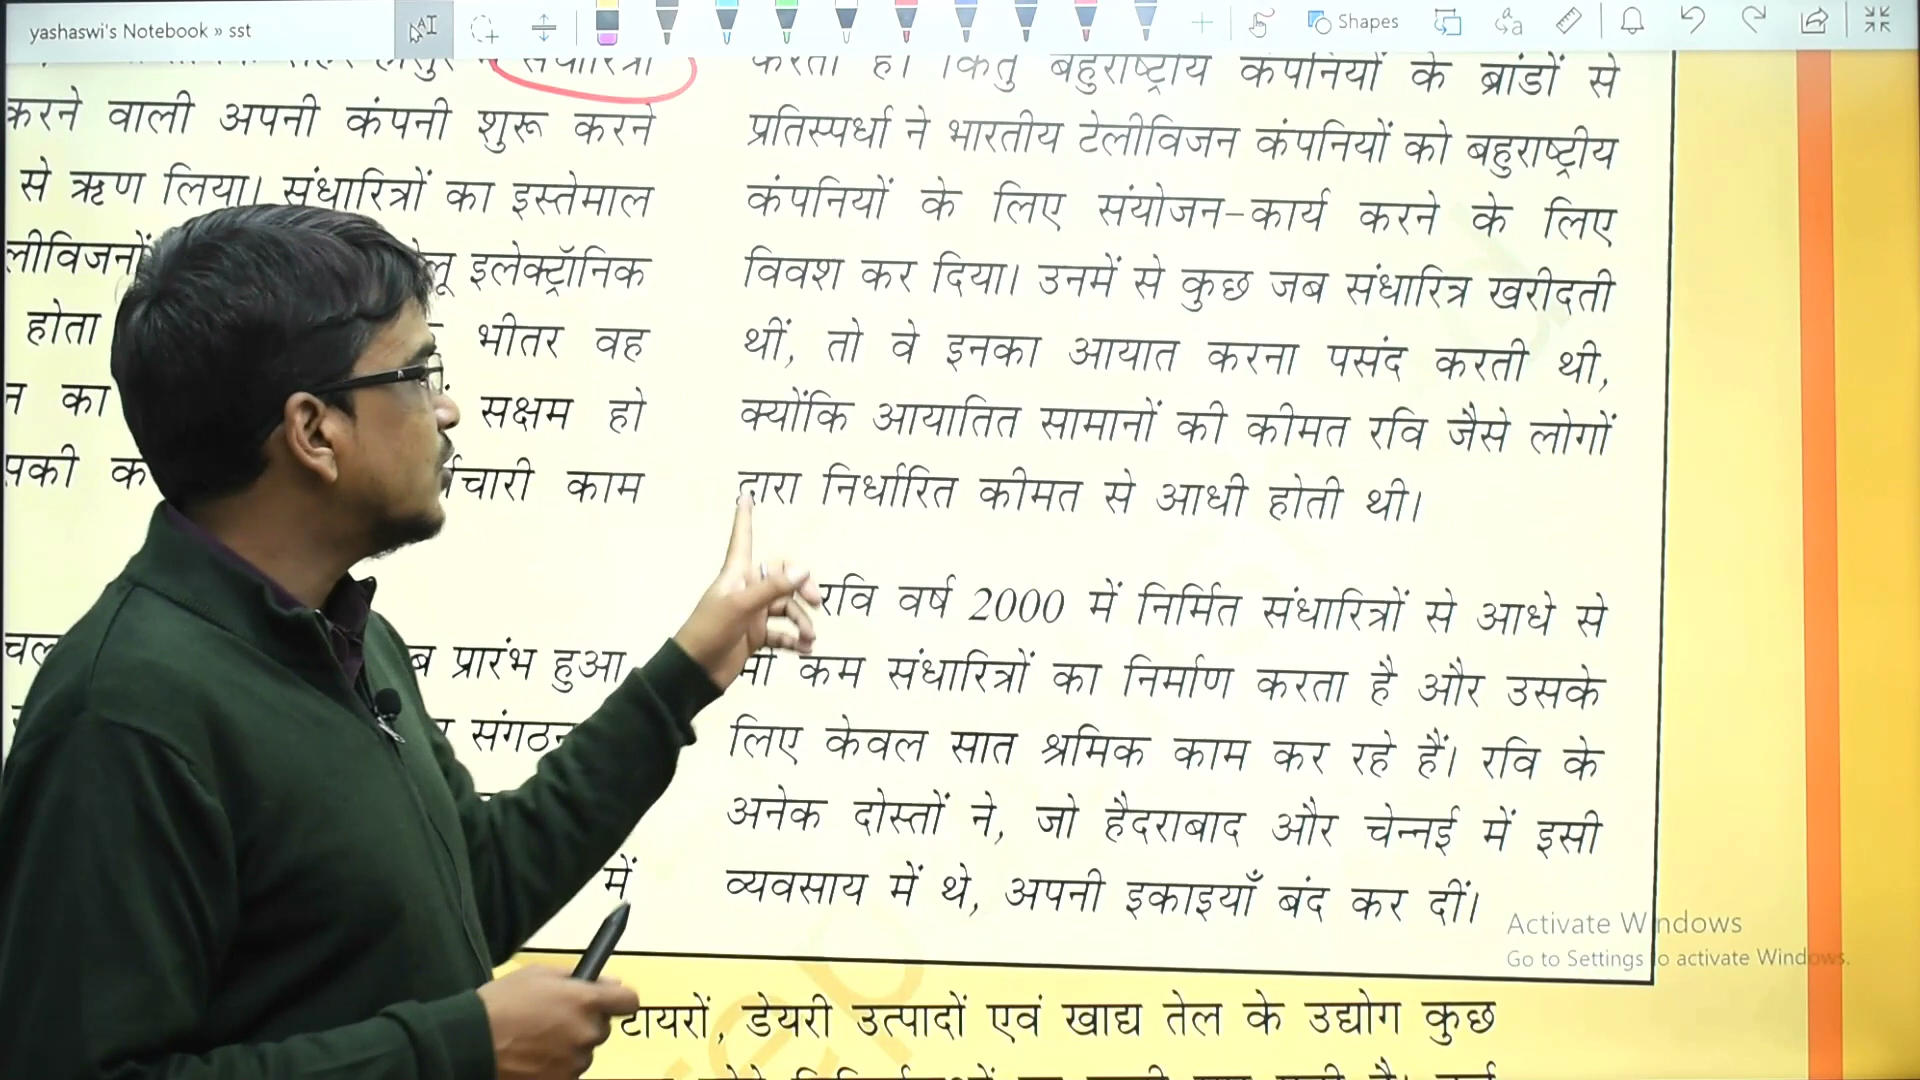 yashaswi's Notebook » sst
Shapes
संधारित्रों
करने वाली अपनी कंपनी शुरू करने
से ऋण लिया। संधारित्रों का इस्तेमाल
इलेक्ट्रॉनिक
होता भीतर वह
का सक्षम हो
काम
प्रारंभ हुआ
संगठन
में
करता है। किंतु बहुराष्ट्रीय कंपनियों के ब्रांडों से
प्रतिस्पर्धा ने भारतीय टेलीविजन कंपनियों को बहुराष्ट्रीय
कंपनियों के लिए संयोजन-कार्य करने के लिए
विवश कर दिया। उनमें से कुछ जब संधारित्र खरीदती
थीं, तो वे इनका आयात करना पसंद करती थी,
क्योंकि आयातित सामानों की कीमत रवि जैसे लोगों
द्वारा निर्धारित कीमत से आधी होती थी।
रवि वर्ष 2000 में निर्मित संधारित्रों से आधे से
भी कम संधारित्रों का निर्माण करता है और उसके
लिए केवल सात श्रमिक काम कर रहे हैं। रवि के
अनेक दोस्तों ने, जो हैदराबाद और चेन्नई में इसी
व्यवसाय में थे, अपनी इकाइयाँ बंद कर दीं।
Activate Windows
Go to Settings to activate Windows.
टायरों, डेयरी उत्पादों एवं खाद्य तेल के उद्योग कुछ